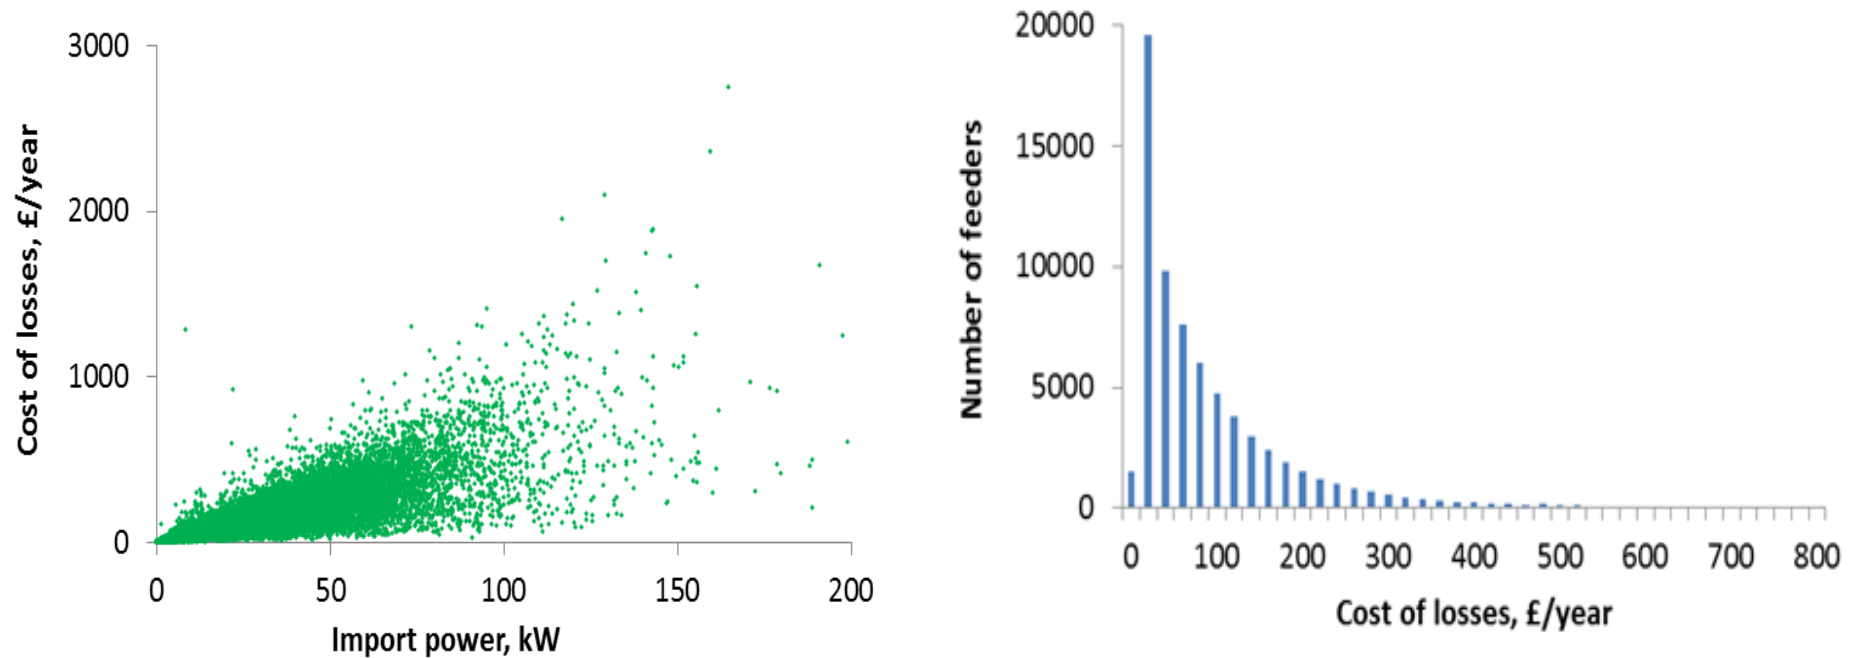 3000
2000
1000
0
Cost of losses, £/year
0 50 100 150 200
Import power, kW
20000
15000
10000
5000
0
Number of feeders
0 100 200 300 400 500 600 700 800
Cost of losses, £/year